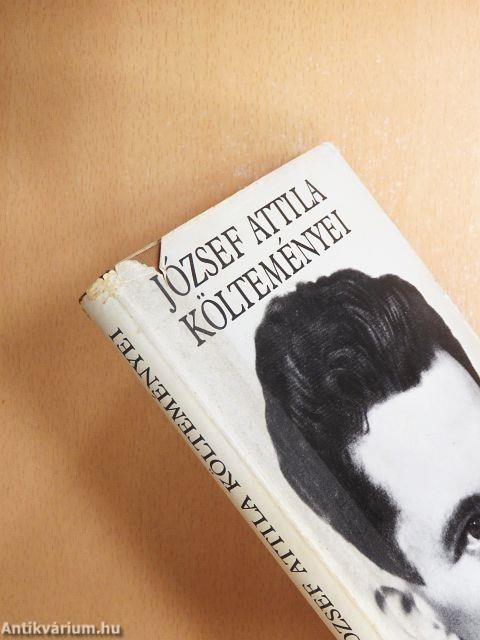 JÓZSEF ATTILA
KÖLTEMÉNYEI
JÓZSEF ATTILA KÖLTEMÉNYEI
Antikvárium.hu